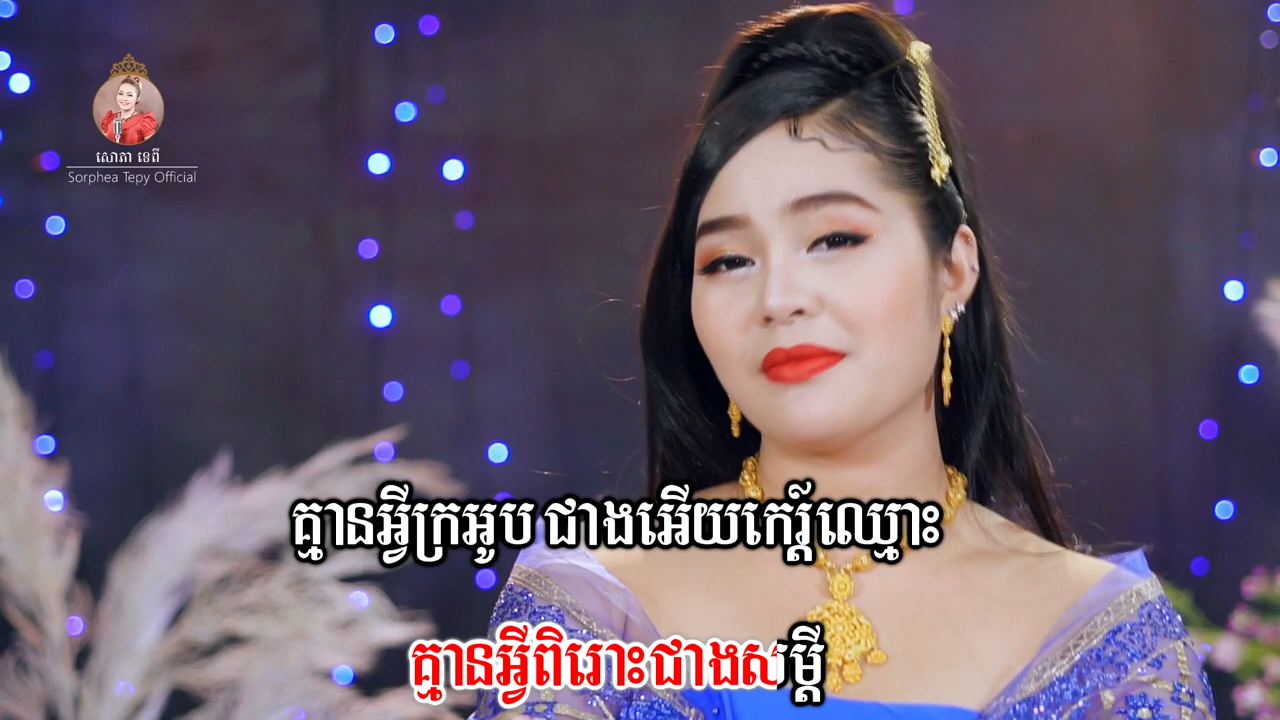 សោភា ទេពី
Sorphea Tepy Official
គ្មានអ្វីក្រអូប ជាងអើយកេរ្ត៍ឈ្មោះ
គ្មានអ្វីពិរោះជាងសម្ដី